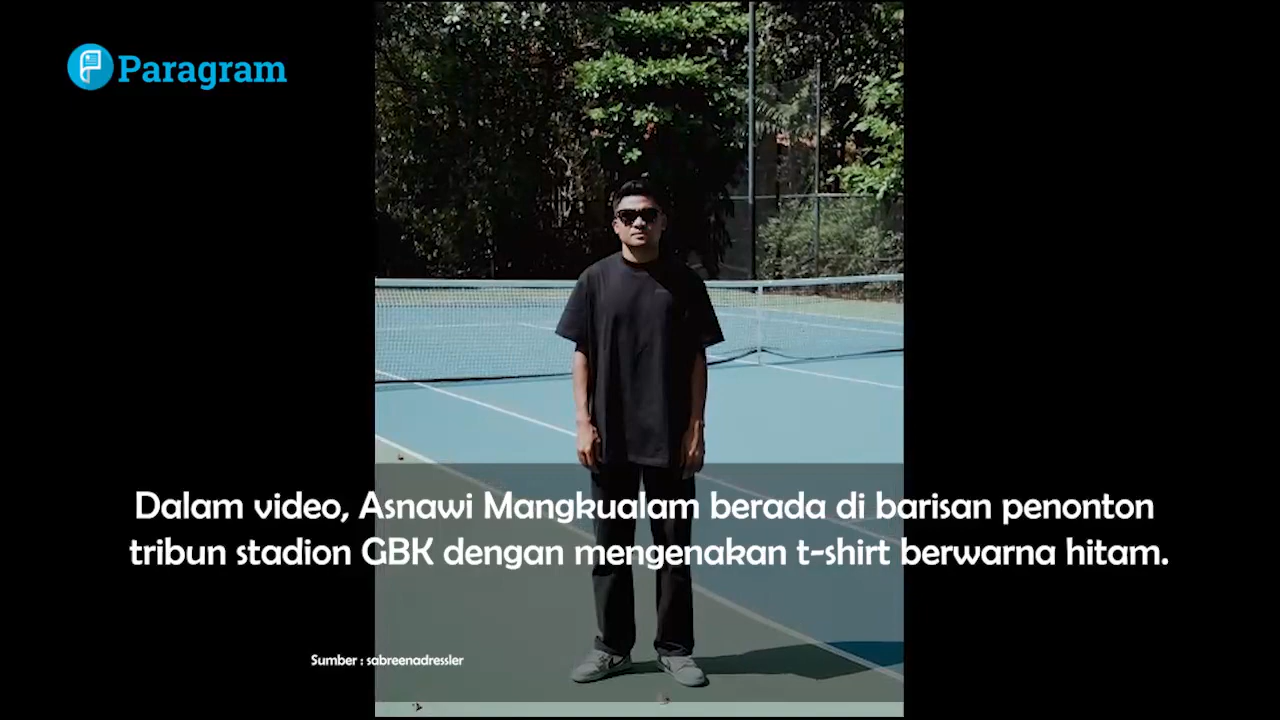 Paragram
Dalam video, Asnawi Mangkualam berada di barisan penonton
tribun stadion GBK dengan mengenakan t-shirt berwarna hitam.
Sumber : sabreenadressler